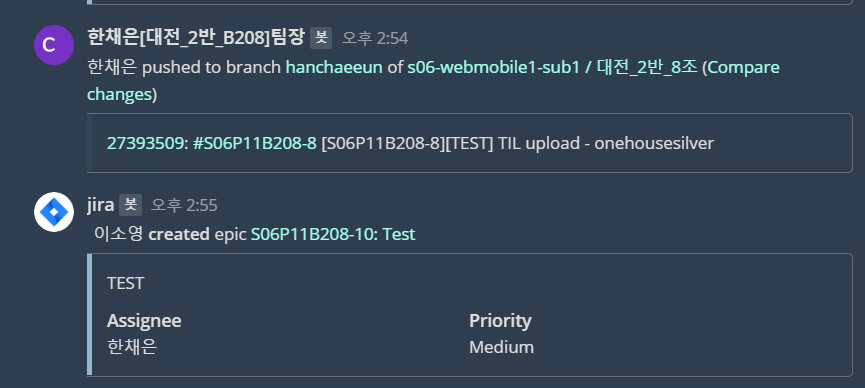 C
한채은[대전_2반_B208]팀장 봇 오후 2:54
한채은 pushed to branch hanchaeeun of s06-webmobile1-sub1 / 대전_2반_8조 (Compare
changes)
27393509: #S06P11B208-8 [S06P11B208-8][TEST] TIL upload - onehousesilver
jira 봇 오후 2:55
이소영 created epic S06P11B208-10: Test
TEST
Assignee Priority
한채은 Medium